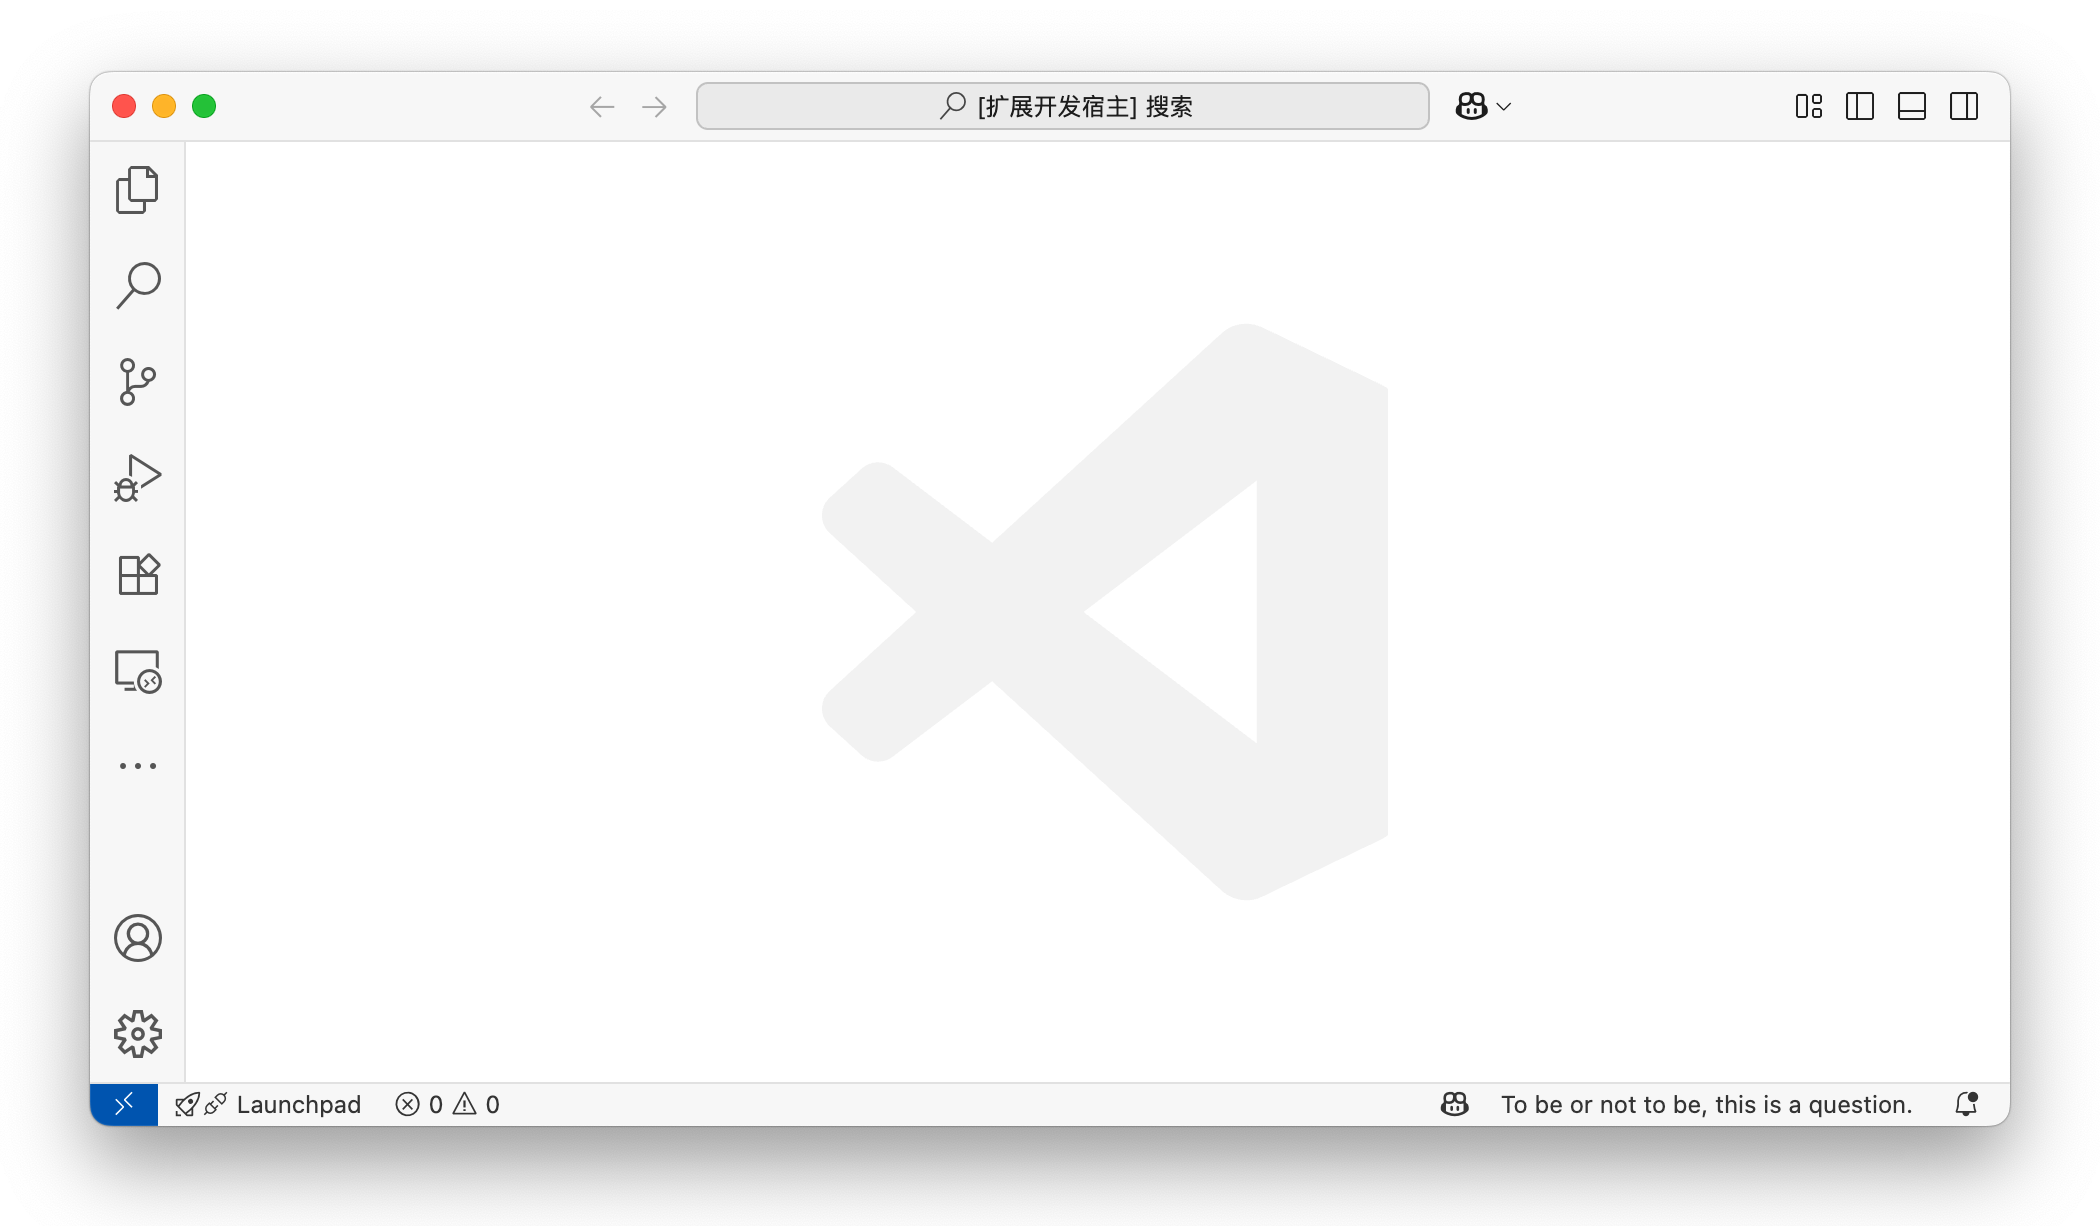 [扩展开发宿主] 搜索
Launchpad 0 0 To be or not to be, this is a question.